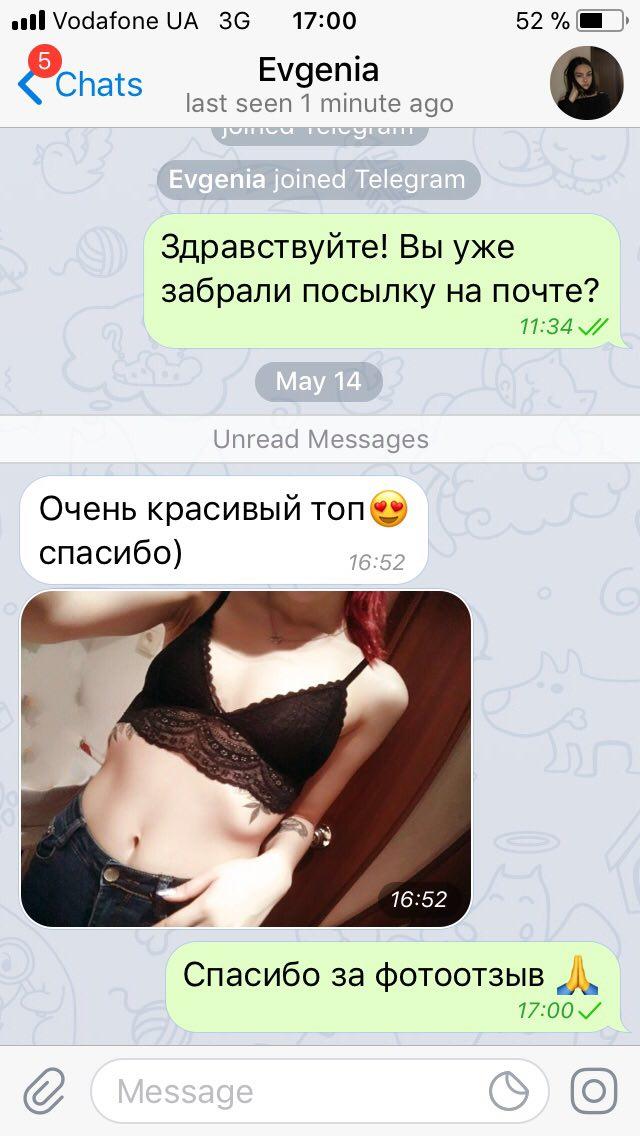 Vodafone UA 3G 17:00 52 %
5
Chats
Evgenia
last seen 1 minute ago
joined Telegram
Evgenia joined Telegram
Здравствуйте! Вы уже
забрали посылку на почте?
11:34
May 14
Unread Messages
Очень красивый топ😍
спасибо)
16:52
16:52
Спасибо за фотоотзыв 🙏
17:00
Message